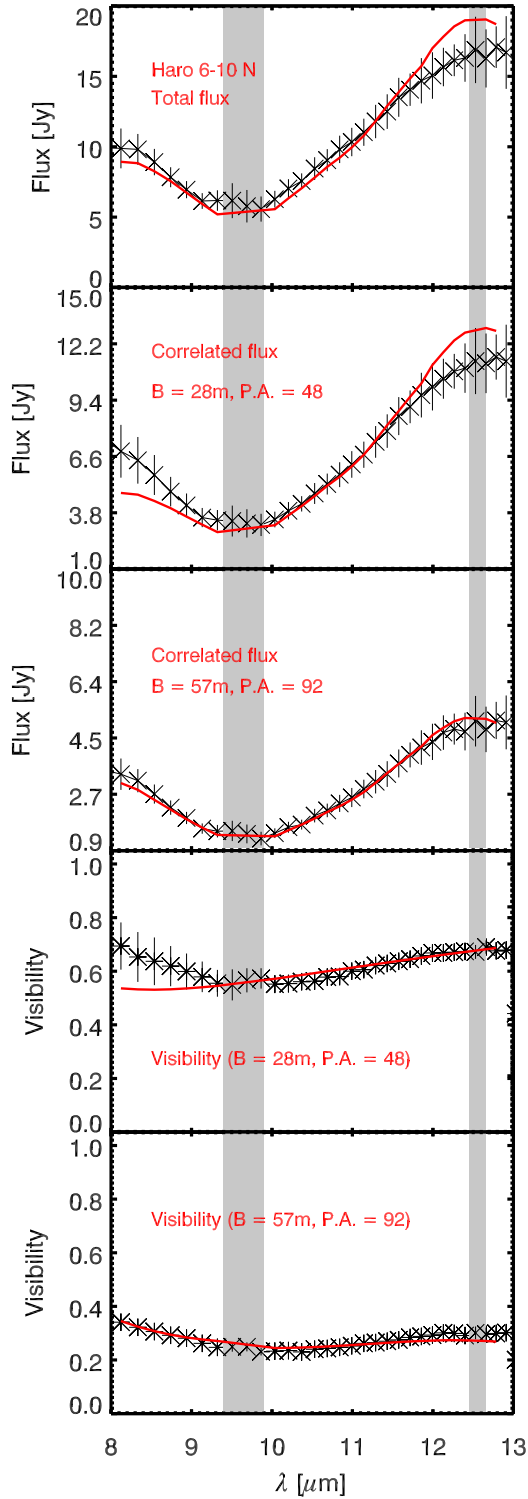 20
15
10
5
0
Flux [Jy]
Haro 6-10 N
Total flux
15.0
12.2
9.4
6.6
3.8
1.0
Flux [Jy]
Correlated flux
B = 28m, P.A. = 48
10.0
8.2
6.4
4.5
2.7
0.9
Flux [Jy]
Correlated flux
B = 57m, P.A. = 92
1.0
0.8
0.6
0.4
0.2
0.0
Visibility
Visibility (B = 28m, P.A. = 48)
1.0
0.8
0.6
0.4
0.2
0.0
Visibility
Visibility (B = 57m, P.A. = 92)
8 9 10 11 12 13
λ [μm]